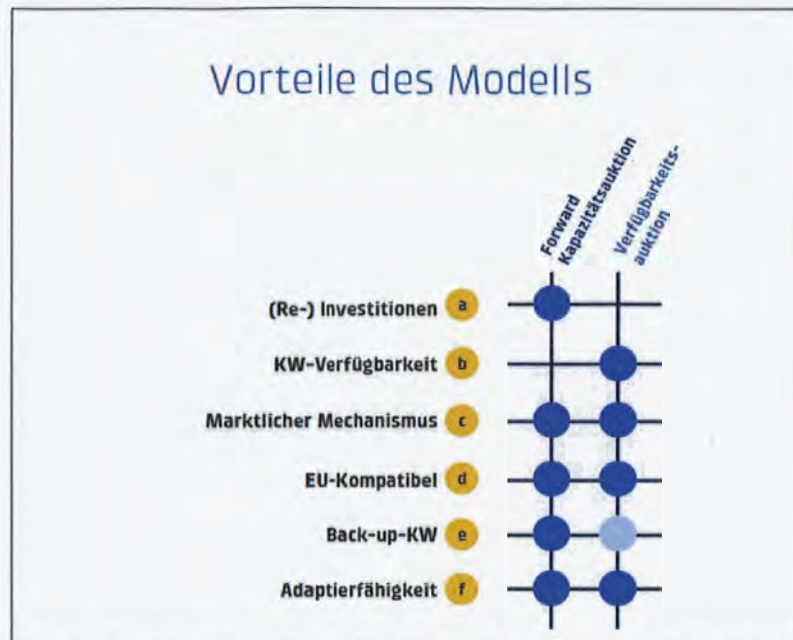 Vorteile des Modells
Forward
Kapazitätsauktion
Verfügbarkeits-
auktion
(Re-) Investitionen a
KW-Verfügbarkeit b
Marktlicher Mechanismus c
EU-Kompatibel d
Back-up-KW e
Adaptierfähigkeit f